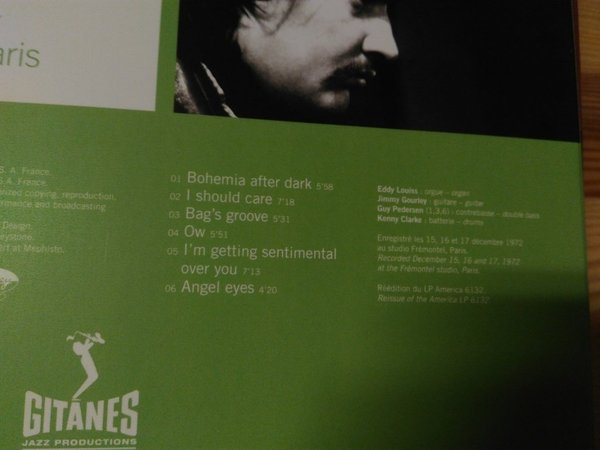 aris
S. A. France.
S.A. France.
rized copying, reproduction,
rformance and broadcasting
Design.
eystone.
ert at Mephisto.
01 Bohemia after dark 5'58
02 I should care 7'18
03 Bag's groove 5'31
04 Ow 5'51
05 I'm getting sentimental
over you 7'13
06 Angel eyes 4'20
Eddy Louiss · orgue – organ
Jimmy Gourley · guitare – guitar
Guy Pedersen (1,3,6) · contrebasse – double bass
Kenny Clarke · batterie – drums
Enregistré les 15, 16 et 17 décembre 1972
au studio Frémontel, Paris.
Recorded December 15, 16 and 17, 1972
at the Frémontel studio, Paris.
Réédition du LP America 6132.
Reissue of the America LP 6132.
GITANES
JAZZ PRODUCTIONS